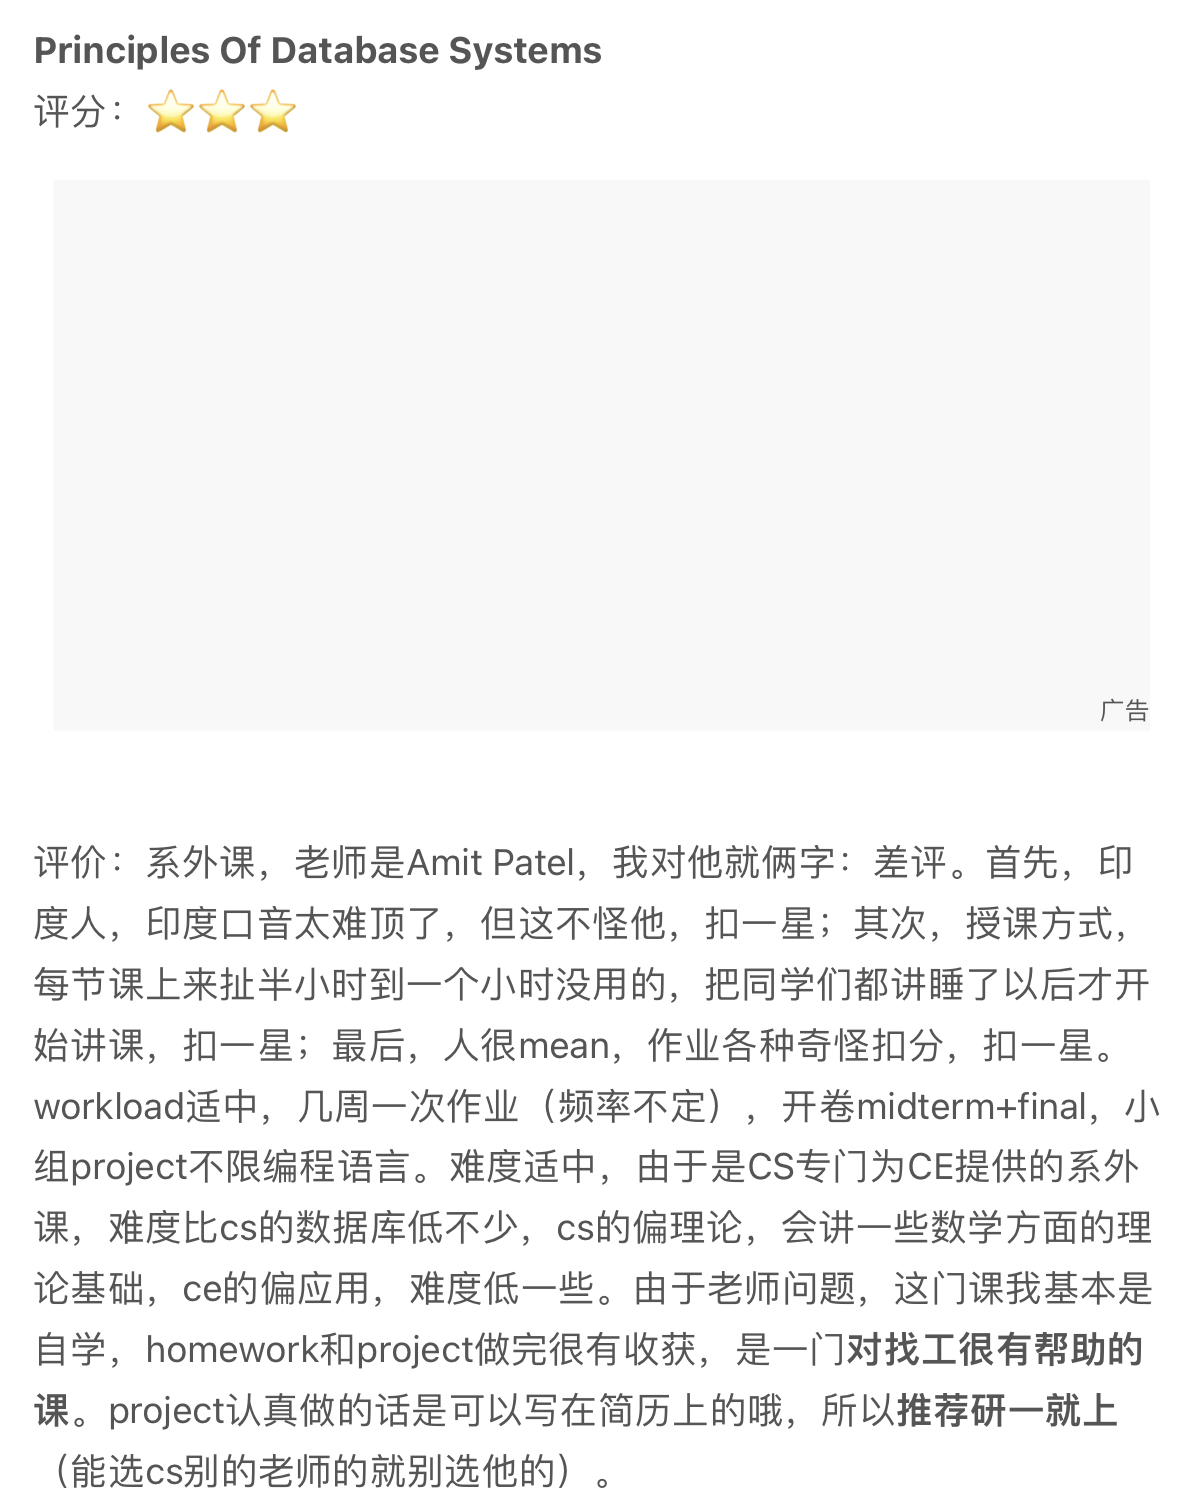 Principles Of Database Systems
评分：⭐⭐⭐
广告
评价：系外课，老师是Amit Patel，我对他就俩字：差评。首先，印
度人，印度口音太难顶了，但这不怪他，扣一星；其次，授课方式，
每节课上来扯半小时到一个小时没用的，把同学们都讲睡了以后才开
始讲课，扣一星；最后，人很mean，作业各种奇怪扣分，扣一星。
workload适中，几周一次作业（频率不定），开卷midterm+final，小
组project不限编程语言。难度适中，由于是CS专门为CE提供的系外
课，难度比cs的数据库低不少，cs的偏理论，会讲一些数学方面的理
论基础，ce的偏应用，难度低一些。由于老师问题，这门课我基本是
自学，homework和project做完很有收获，是一门对找工很有帮助的
课。project认真做的话是可以写在简历上的哦，所以推荐研一就上
（能选cs别的老师的就别选他的）。